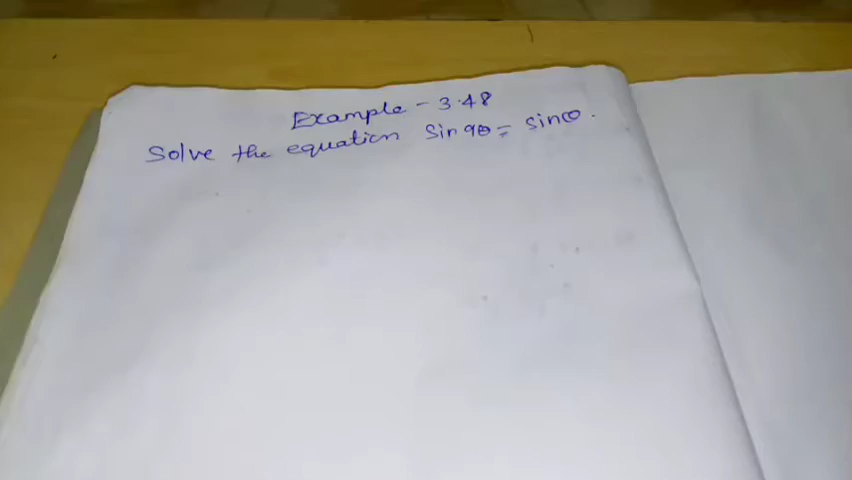 Example - 3.48
Solve the equation Sin 9θ = sinθ.